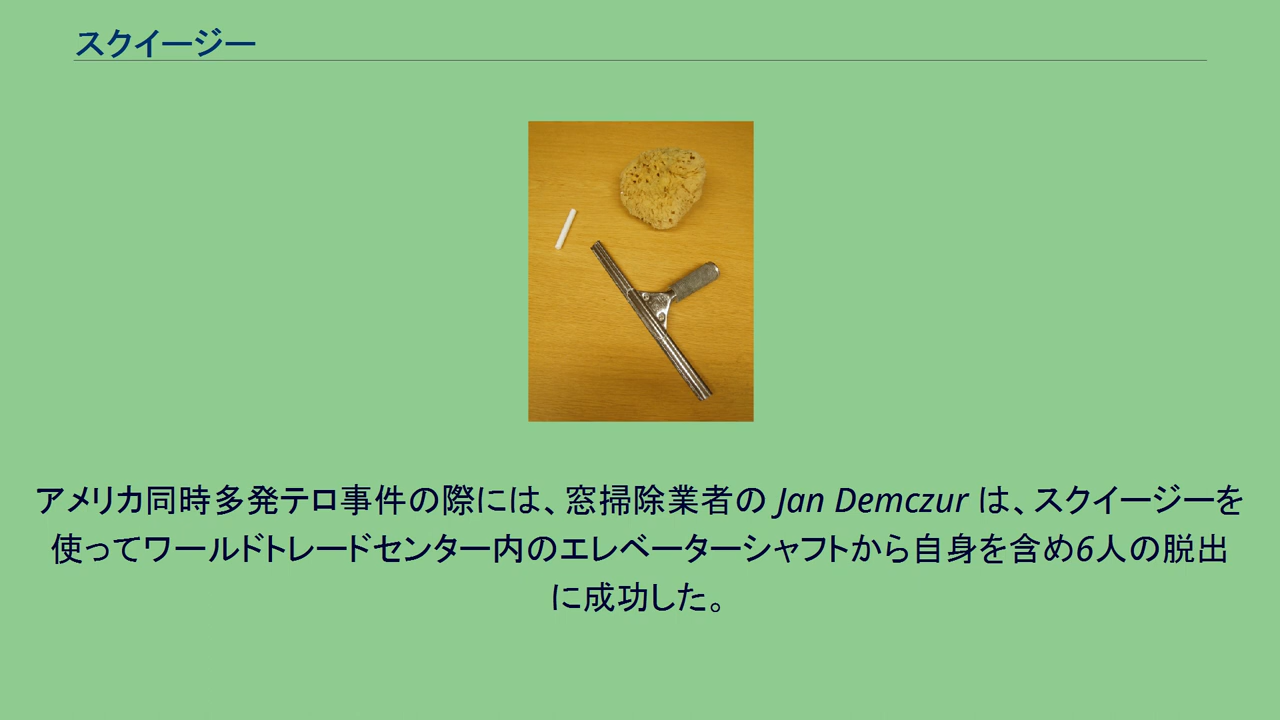 スクイージー
アメリカ同時多発テロ事件の際には、窓掃除業者の Jan Demczur は、スクイージーを
使ってワールドトレードセンター内のエレベーターシャフトから自身を含め6人の脱出
に成功した。